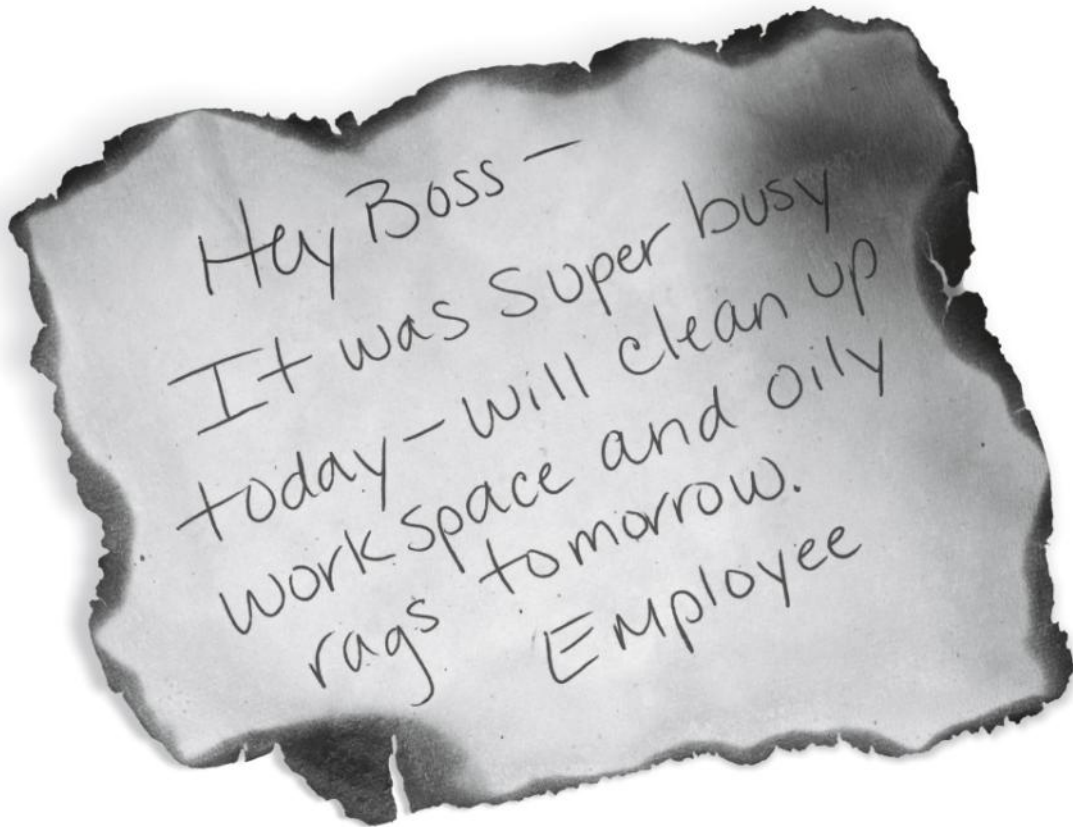 Hey Boss —
It was Super busy
today — will clean up
workspace and oily
rags tomorrow.
Employee